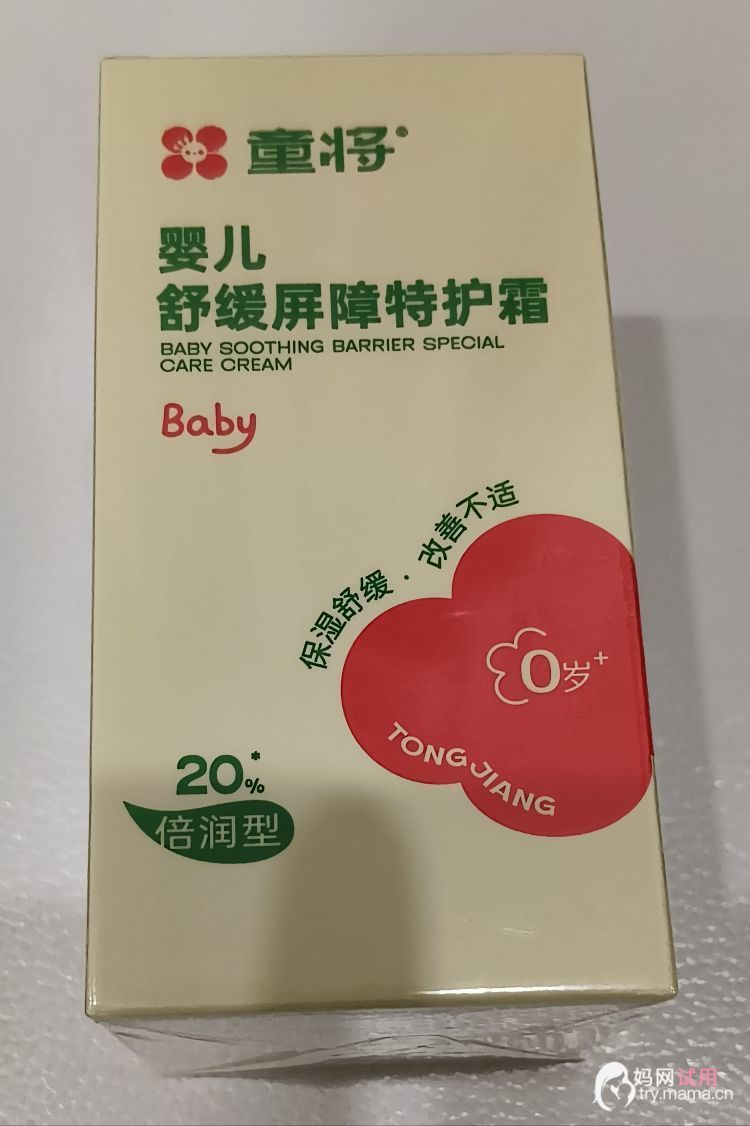 童将®
婴儿
舒缓屏障特护霜
BABY SOOTHING BARRIER SPECIAL
CARE CREAM
Baby
保湿舒缓·改善不适
0岁+
TONG JIANG
20%*
倍润型
妈网试用
try.mama.cn